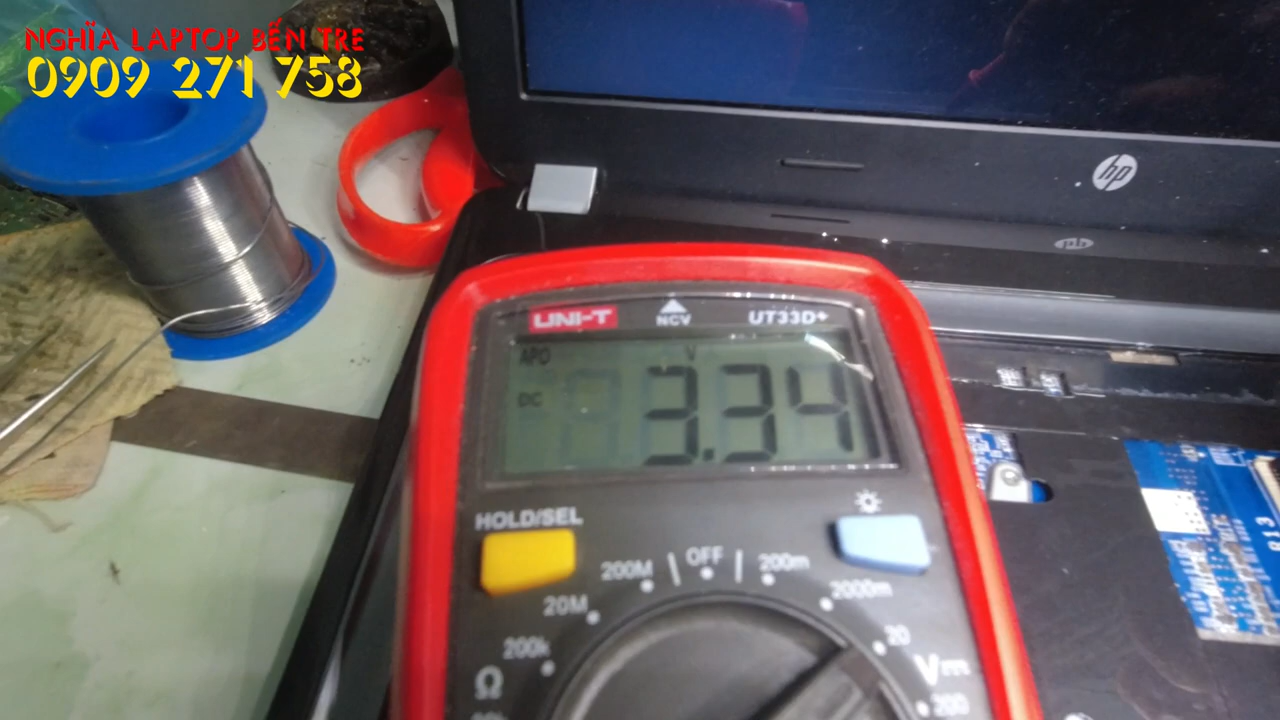 NGHĨA LAPTOP BẾN TRE
0909 271 758
hp
UNI-T
NCV
UT33D+
APO
V
DC
3.34
HOLD/SEL
200M
OFF
200m
20M
2000m
200k
20
V
Ω
200